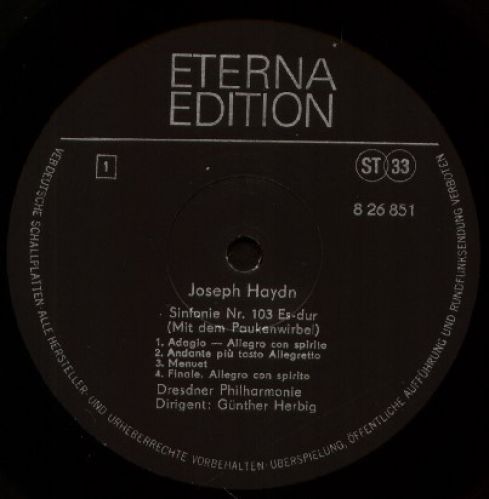 ETERNA
EDITION
1
ST 33
8 26 851
Joseph Haydn
Sinfonie Nr. 103 Es-dur
(Mit dem Paukenwirbel)
1. Adagio — Allegro con spirito
2. Andante più tosto Allegretto
3. Menuet
4. Finale. Allegro con spirito
Dresdner Philharmonie
Dirigent: Günther Herbig
VEB DEUTSCHE SCHALLPLATTEN ALLE HERSTELLER- UND URHEBERRECHTE VORBEHALTEN · ÜBERSPIELUNG, ÖFFENTLICHE AUFFÜHRUNG UND RUNDFUNKSENDUNG VERBOTEN